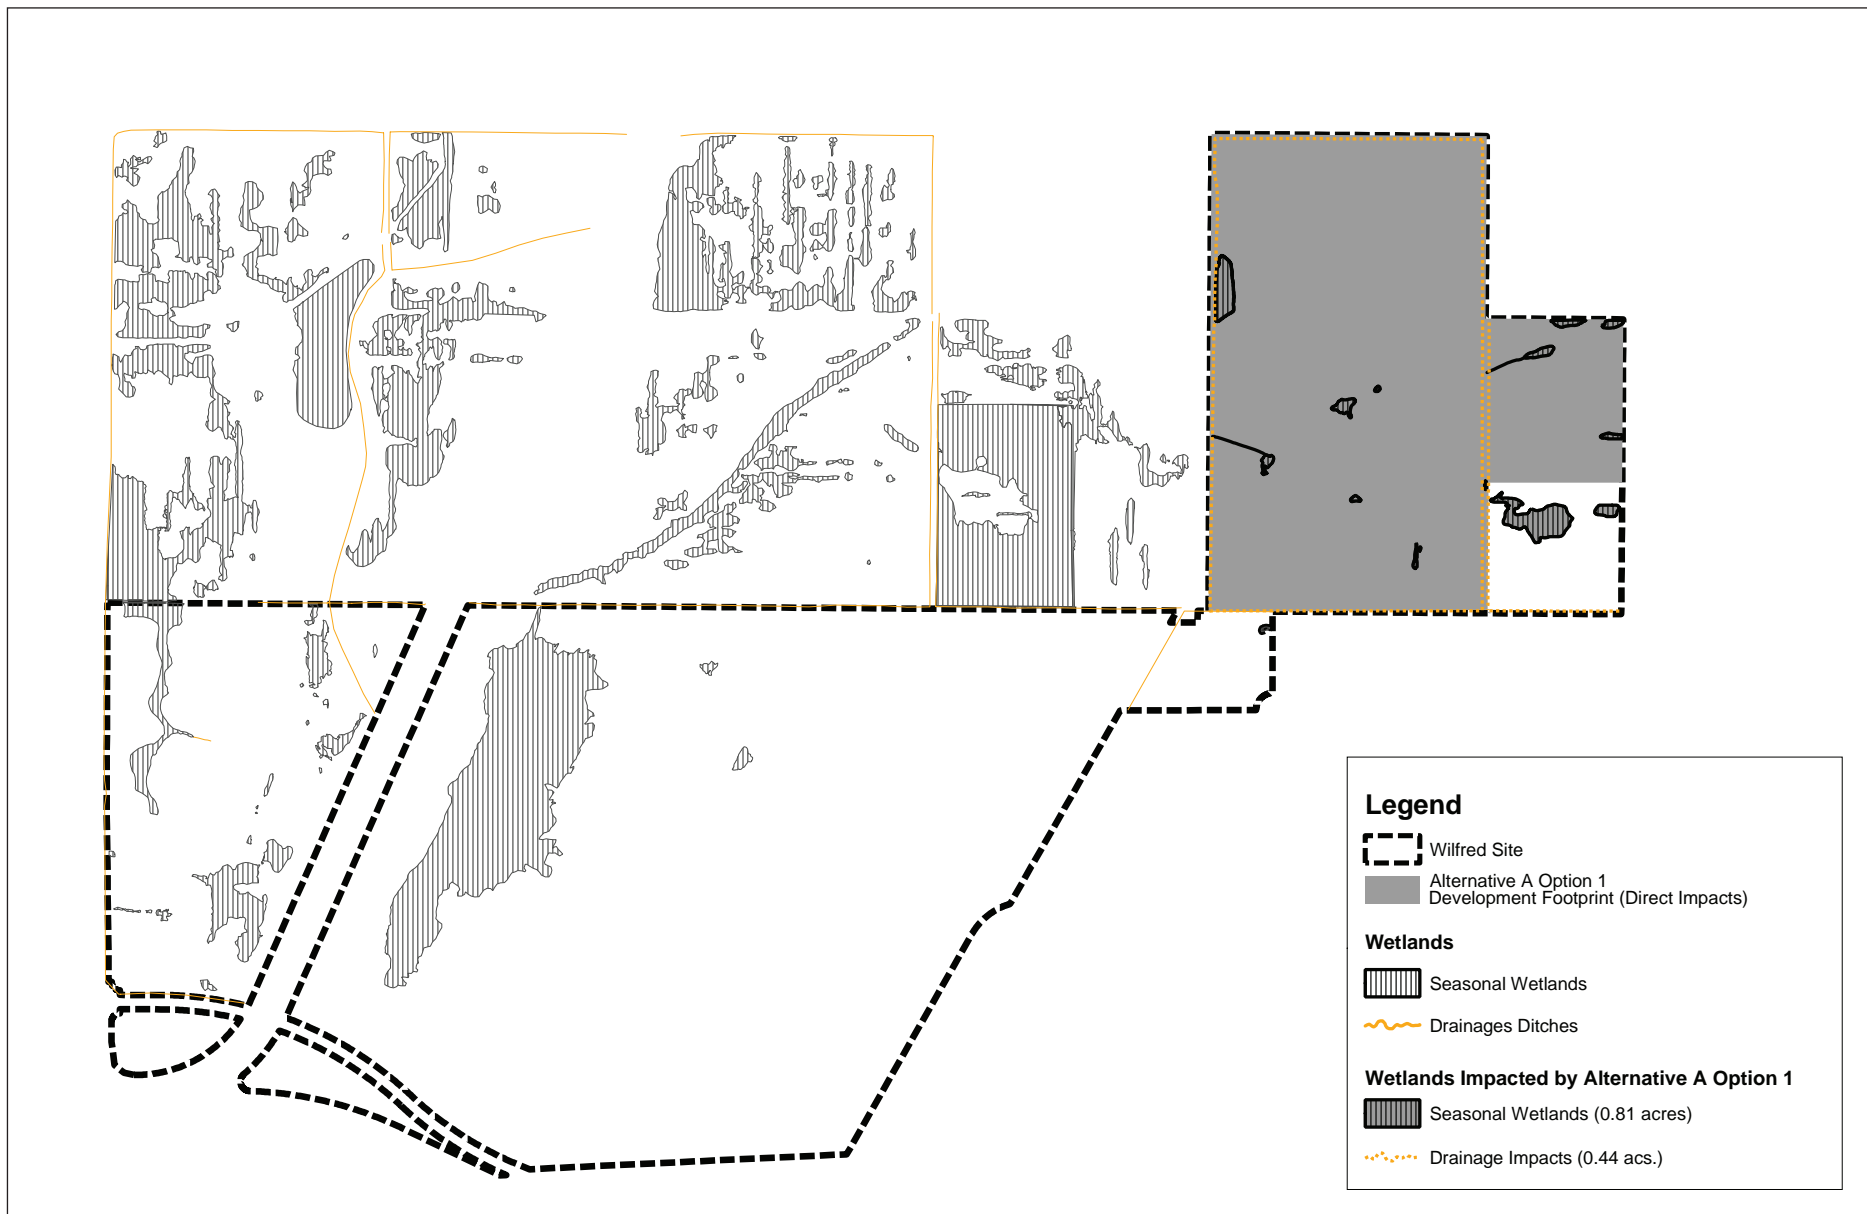 Legend
Wilfred Site
Alternative A Option 1
Development Footprint (Direct Impacts)
Wetlands
Seasonal Wetlands
Drainages Ditches
Wetlands Impacted by Alternative A Option 1
Seasonal Wetlands (0.81 acres)
Drainage Impacts (0.44 acs.)